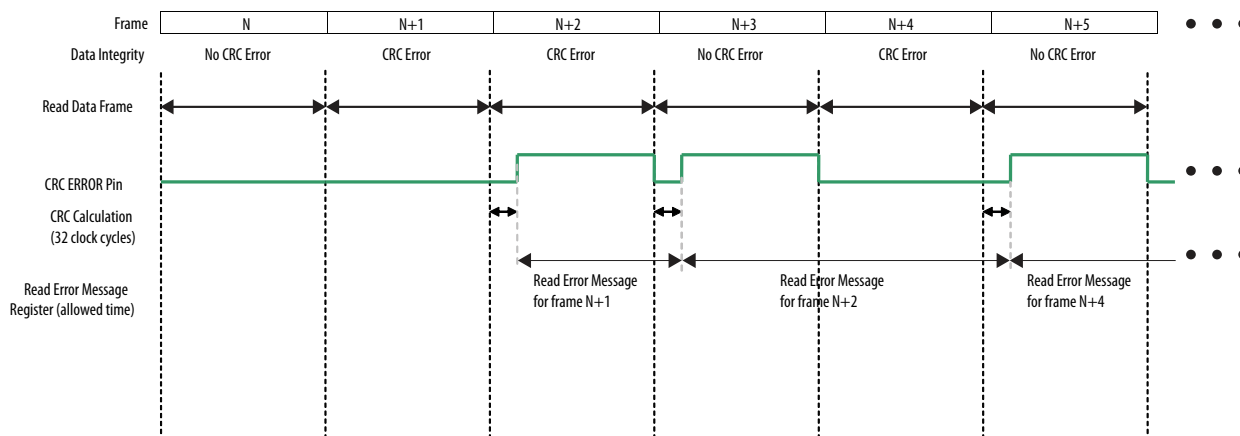 Frame N N+1 N+2 N+3 N+4 N+5
Data Integrity No CRC Error CRC Error CRC Error No CRC Error CRC Error No CRC Error
Read Data Frame
CRC ERROR Pin
CRC Calculation
(32 clock cycles)
Read Error Message
Register (allowed time)
Read Error Message
for frame N+1
Read Error Message
for frame N+2
Read Error Message
for frame N+4